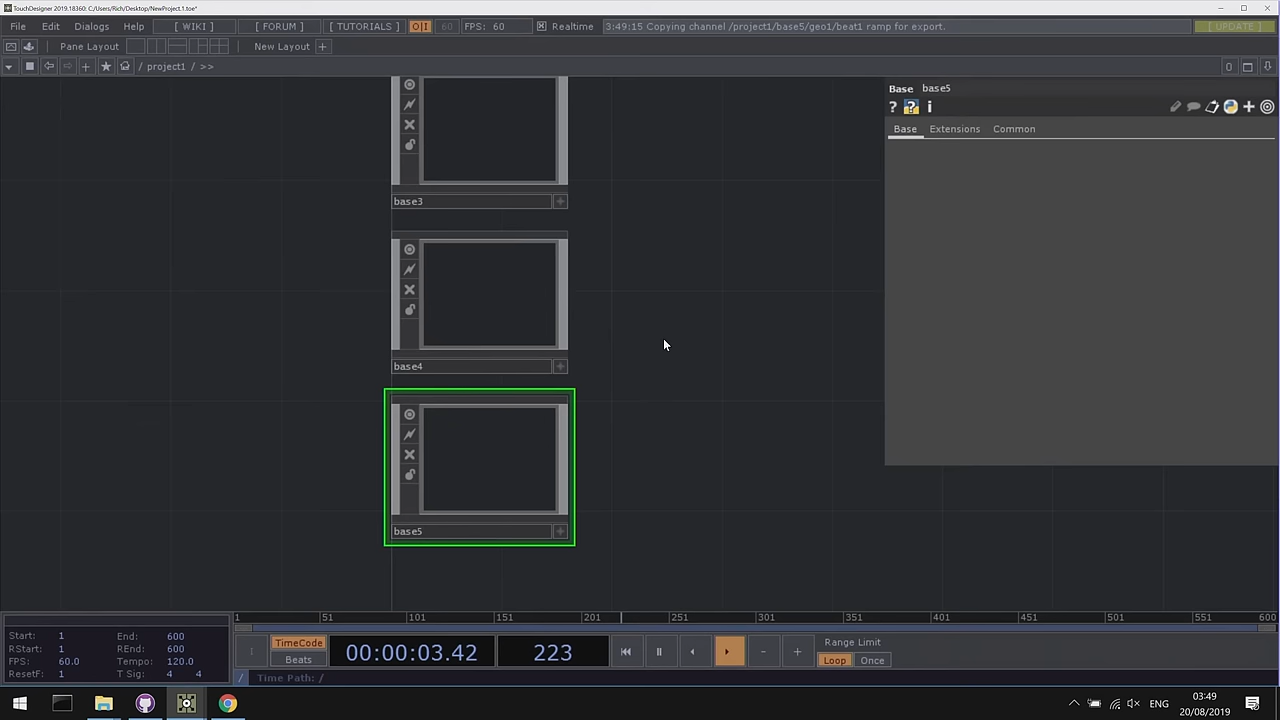 TouchDesigner 2019.18360: C:/Users/Rich/Desktop/NewProject.1.toe*
File Edit Dialogs Help [ WIKI ] [ FORUM ] [ TUTORIALS ] O|I 60 FPS: 60 Realtime 3:49:15 Copying channel /project1/base5/geo1/beat1 ramp for export. [ UPDATE ]
Pane Layout New Layout +
/ project1 / >>
Base base5
? ? i
Base Extensions Common
base3
base4
base5
1 51 101 151 201 251 301 351 401 451 501 551 600
Start: 1 End: 600
RStart: 1 REnd: 600
FPS: 60.0 Tempo: 120.0
ResetF: 1 T Sig: 4 4
TimeCode
Beats
00:00:03.42
223
Range Limit
Loop Once
/ Time Path: /
ENG
03:49
20/08/2019